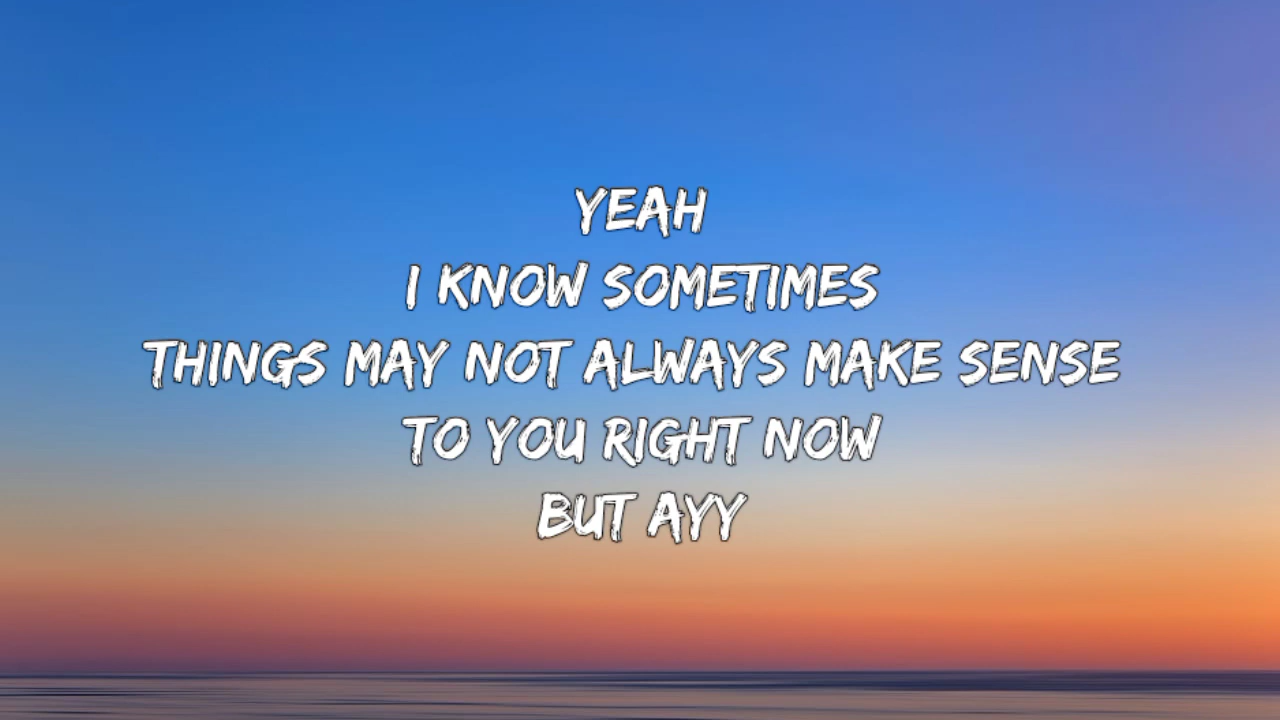 YEAH
I KNOW SOMETIMES
THINGS MAY NOT ALWAYS MAKE SENSE
TO YOU RIGHT NOW
BUT AYY